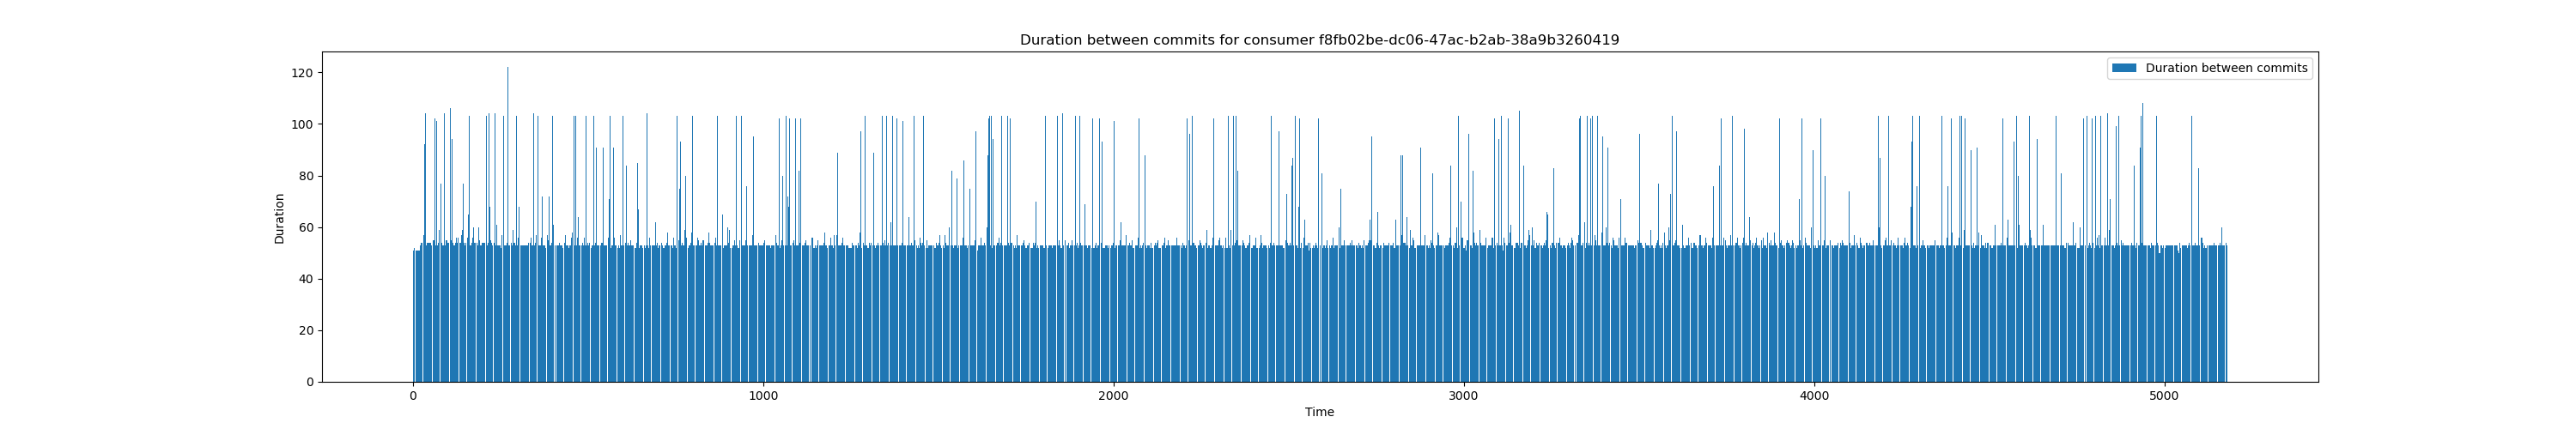 Duration between commits for consumer f8fb02be-dc06-47ac-b2ab-38a9b3260419
Duration between commits
120
100
80
60
40
20
0
Duration
0 1000 2000 3000 4000 5000
Time